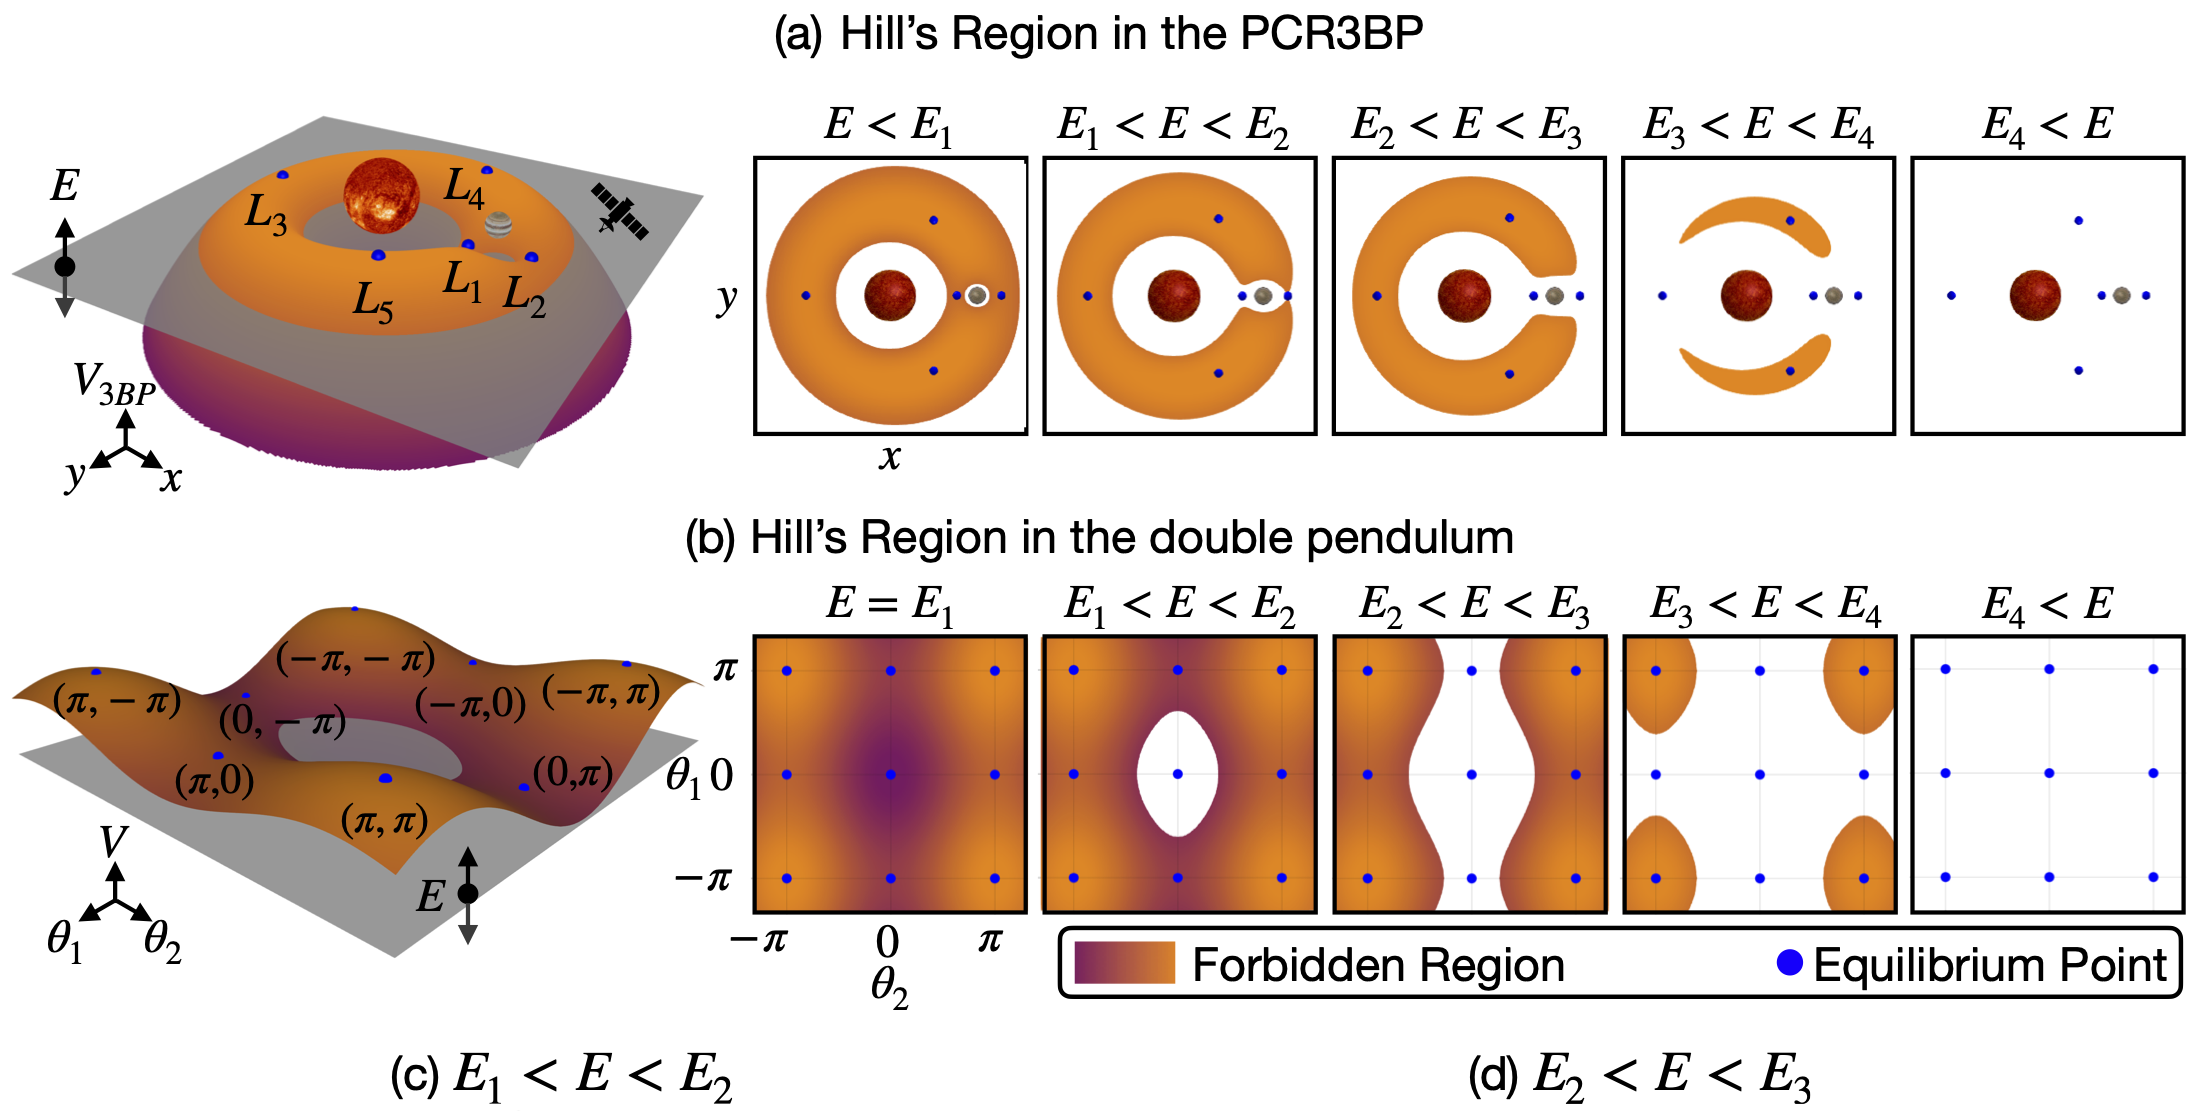 (a) Hill's Region in the PCR3BP
E < E₁
E₁ < E < E₂
E₂ < E < E₃
E₃ < E < E₄
E₄ < E
E
L₃
L₄
L₅
L₁
L₂
V₃BP
y
x
y
x
(b) Hill's Region in the double pendulum
E = E₁
E₁ < E < E₂
E₂ < E < E₃
E₃ < E < E₄
E₄ < E
(−π, − π)
(π, − π)
(−π,0)
(−π, π)
(0, − π)
(π,0)
(0,π)
(π, π)
V
θ₁
θ₂
E
π
θ₁ 0
−π
−π 0 π
θ₂
Forbidden Region
Equilibrium Point
(c) E₁ < E < E₂
(d) E₂ < E < E₃